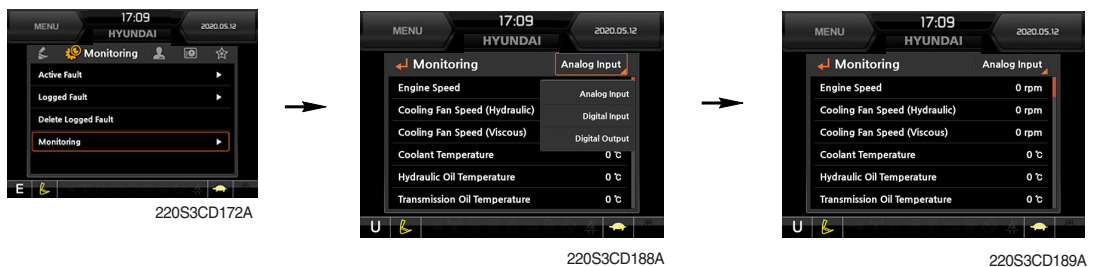 MENU
17:09
2020.05.12
HYUNDAI
Monitoring
Active Fault
Logged Fault
Delete Logged Fault
Monitoring
E
220S3CD172A
MENU
17:09
2020.05.12
HYUNDAI
Monitoring
Analog Input
Engine Speed
Cooling Fan Speed (Hydraulic)
Cooling Fan Speed (Viscous)
Coolant Temperature 0 ℃
Hydraulic Oil Temperature 0 ℃
Transmission Oil Temperature 0 ℃
Analog Input
Digital Input
Digital Output
U
220S3CD188A
MENU
17:09
2020.05.12
HYUNDAI
Monitoring
Analog Input
Engine Speed 0 rpm
Cooling Fan Speed (Hydraulic) 0 rpm
Cooling Fan Speed (Viscous) 0 rpm
Coolant Temperature 0 ℃
Hydraulic Oil Temperature 0 ℃
Transmission Oil Temperature 0 ℃
U
220S3CD189A